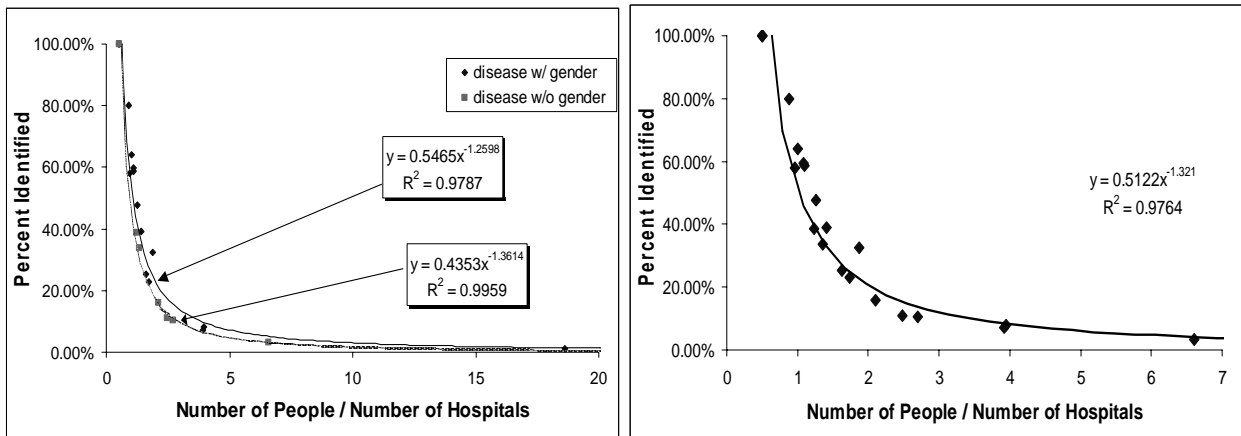 100.00%
80.00%
60.00%
40.00%
20.00%
0.00%
Percent Identified
disease w/ gender
disease w/o gender
y = 0.5465x^-1.2598
R^2 = 0.9787
y = 0.4353x^-1.3614
R^2 = 0.9959
0 5 10 15 20
Number of People / Number of Hospitals
100.00%
80.00%
60.00%
40.00%
20.00%
0.00%
Percent Identified
y = 0.5122x^-1.321
R^2 = 0.9764
0 1 2 3 4 5 6 7
Number of People / Number of Hospitals